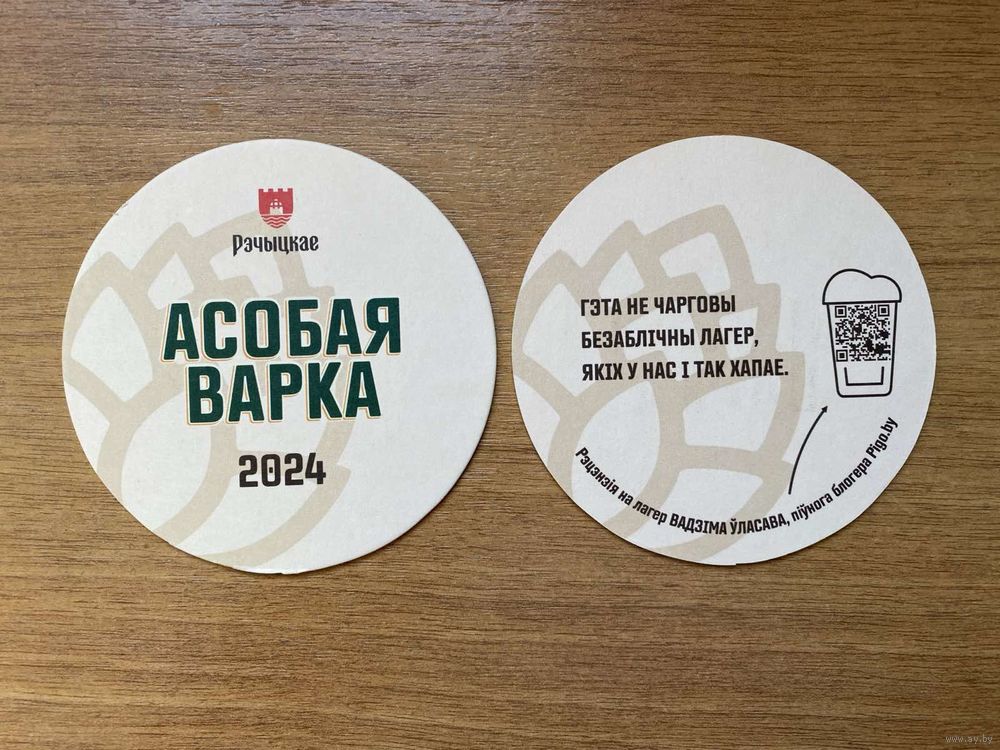 Рэчыцкае
АСОБАЯ
ВАРКА
2024
ГЭТА НЕ ЧАРГОВЫ
БЕЗАБЛІЧНЫ ЛАГЕР,
ЯКІХ У НАС І ТАК ХАПАЕ.
Рэцэнзія на лагер ВАДЗІМА ЎЛАСАВА, піўнога блогера Pigo.by
www.ay.by